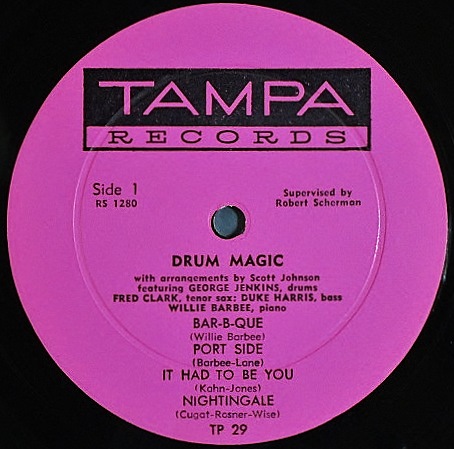 TAMPA
RECORDS
Side 1
RS 1280
Supervised by
Robert Scherman
DRUM MAGIC
with arrangements by Scott Johnson
featuring GEORGE JENKINS, drums
FRED CLARK, tenor sax; DUKE HARRIS, bass
WILLIE BARBEE, piano
BAR-B-QUE
(Willie Barbee)
PORT SIDE
(Barbee-Lane)
IT HAD TO BE YOU
(Kahn-Jones)
NIGHTINGALE
(Cugat-Rosner-Wise)
TP 29